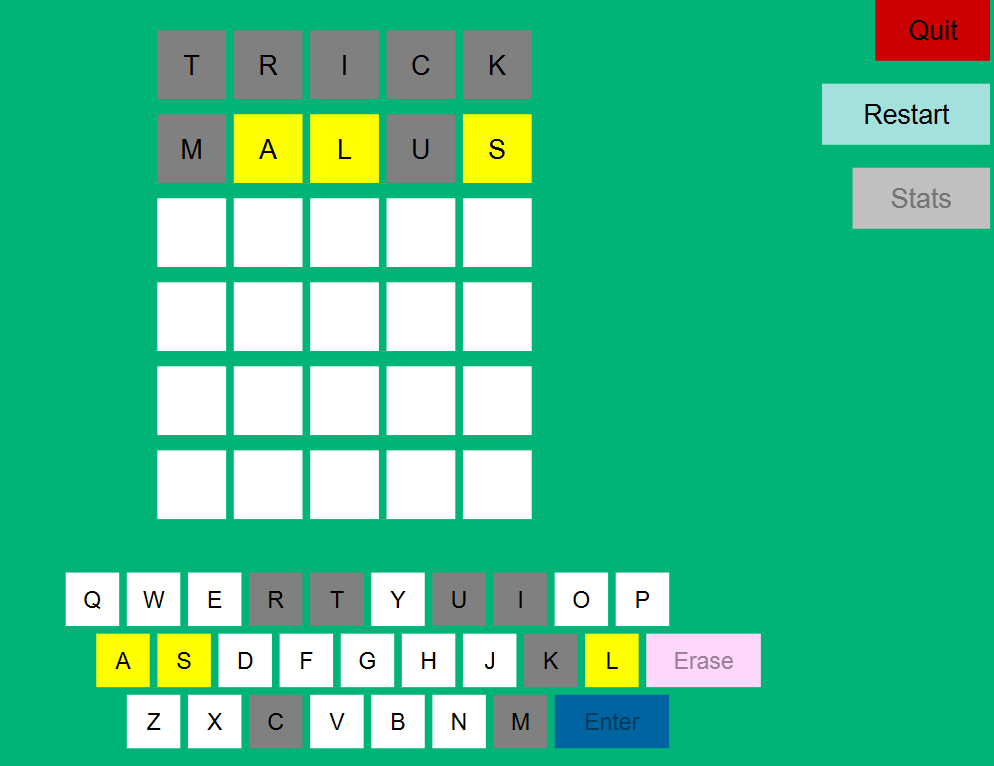 T R I C K
M A L U S
Quit
Restart
Stats
Q W E R T Y U I O P
A S D F G H J K L Erase
Z X C V B N M Enter